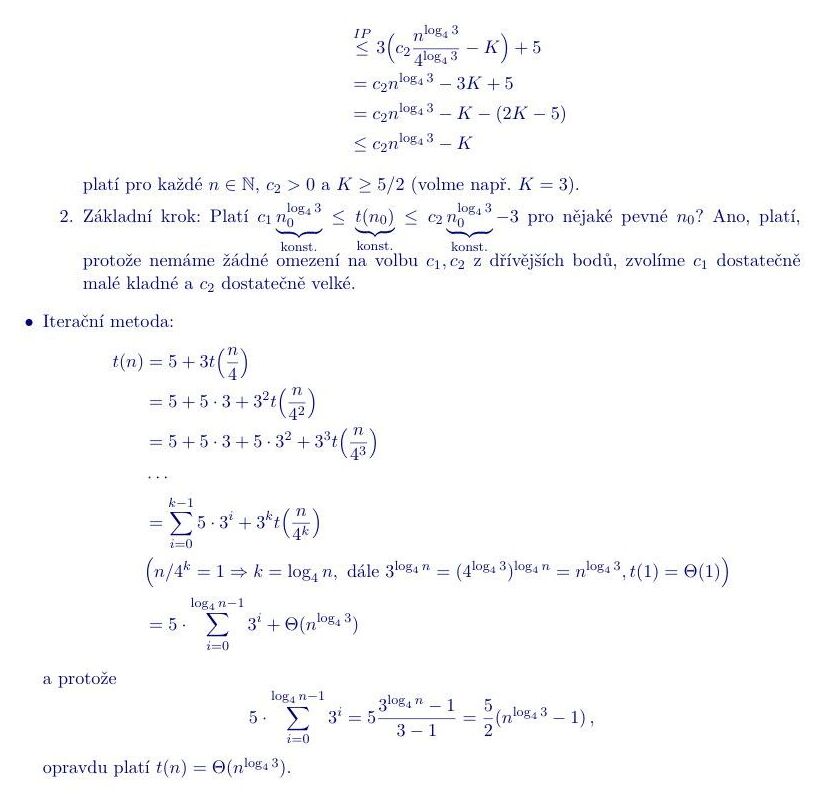 $\overset{IP}{\leq} 3\Big(c_2 \frac{n^{\log_4 3}}{4^{\log_4 3}} - K\Big) + 5$
$= c_2 n^{\log_4 3} - 3K + 5$
$= c_2 n^{\log_4 3} - K - (2K - 5)$
$\leq c_2 n^{\log_4 3} - K$
platí pro každé $n \in \mathbb{N}$, $c_2 > 0$ a $K \geq 5/2$ (volme např. $K = 3$).
2. Základní krok: Platí $c_1 \underbrace{n_0^{\log_4 3}}_{\text{konst.}} \leq \underbrace{t(n_0)}_{\text{konst.}} \leq c_2 \underbrace{n_0^{\log_4 3}}_{\text{konst.}} - 3$ pro nějaké pevné $n_0$? Ano, platí,
protože nemáme žádné omezení na volbu $c_1, c_2$ z dřívějších bodů, zvolíme $c_1$ dostatečně
malé kladné a $c_2$ dostatečně velké.
• Iterační metoda:
$t(n) = 5 + 3t\Big(\frac{n}{4}\Big)$
$= 5 + 5 \cdot 3 + 3^2 t\Big(\frac{n}{4^2}\Big)$
$= 5 + 5 \cdot 3 + 5 \cdot 3^2 + 3^3 t\Big(\frac{n}{4^3}\Big)$
$\ldots$
$= \sum_{i=0}^{k-1} 5 \cdot 3^i + 3^k t\Big(\frac{n}{4^k}\Big)$
$\Big(n/4^k = 1 \Rightarrow k = \log_4 n, \text{ dále } 3^{\log_4 n} = (4^{\log_4 3})^{\log_4 n} = n^{\log_4 3}, t(1) = \Theta(1)\Big)$
$= 5 \cdot \sum_{i=0}^{\log_4 n - 1} 3^i + \Theta(n^{\log_4 3})$
a protože
$5 \cdot \sum_{i=0}^{\log_4 n - 1} 3^i = 5 \frac{3^{\log_4 n} - 1}{3 - 1} = \frac{5}{2}(n^{\log_4 3} - 1)\,,$
opravdu platí $t(n) = \Theta(n^{\log_4 3})$.